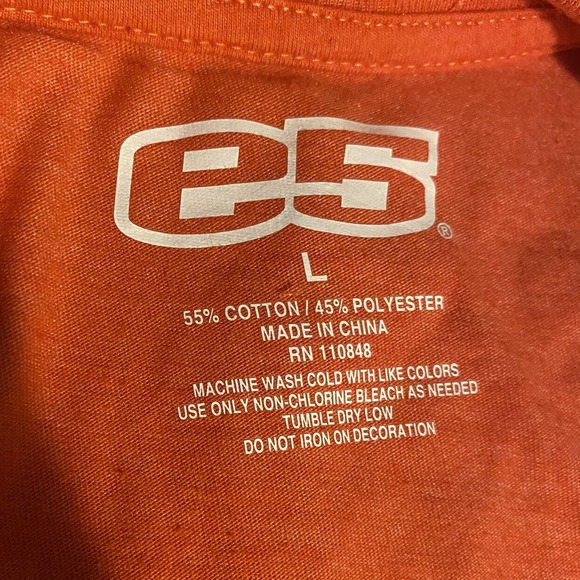 e5®
L
55% COTTON / 45% POLYESTER
MADE IN CHINA
RN 110848
MACHINE WASH COLD WITH LIKE COLORS
USE ONLY NON-CHLORINE BLEACH AS NEEDED
TUMBLE DRY LOW
DO NOT IRON ON DECORATION